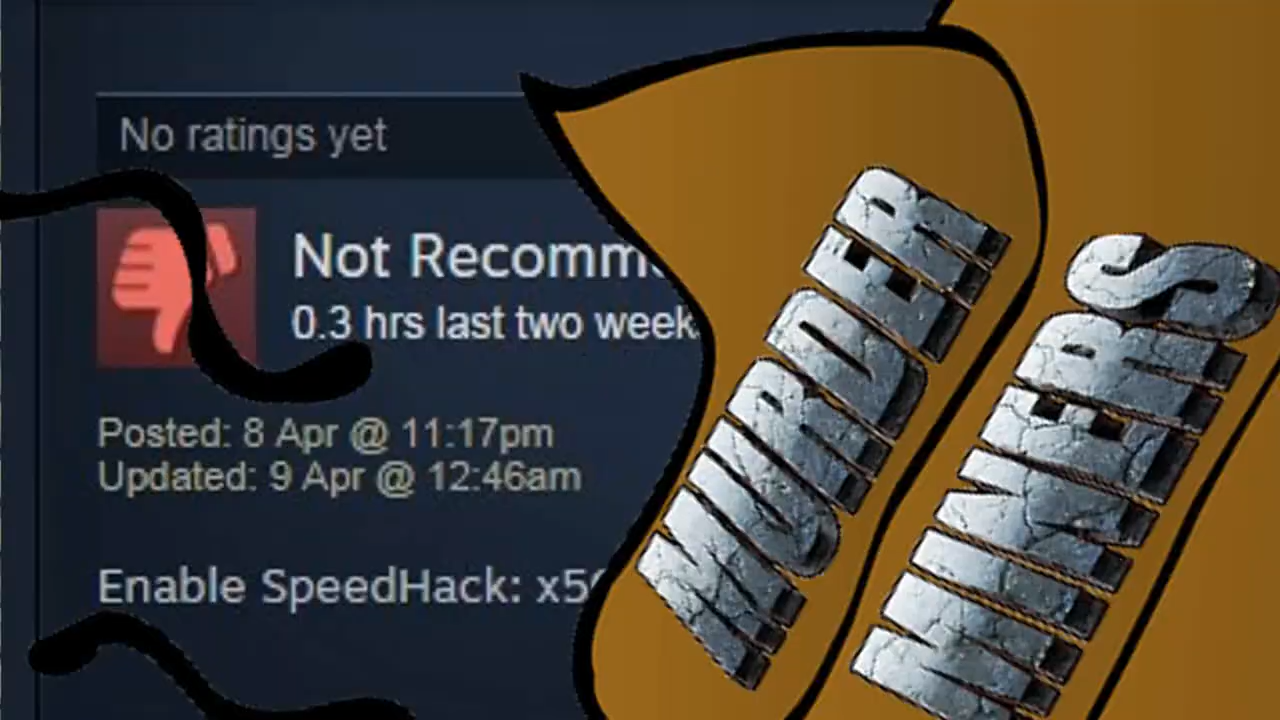 No ratings yet
Not Recomm
0.3 hrs last two week
Posted: 8 Apr @ 11:17pm
Updated: 9 Apr @ 12:46am
Enable SpeedHack: x5
MURDER
MINERS